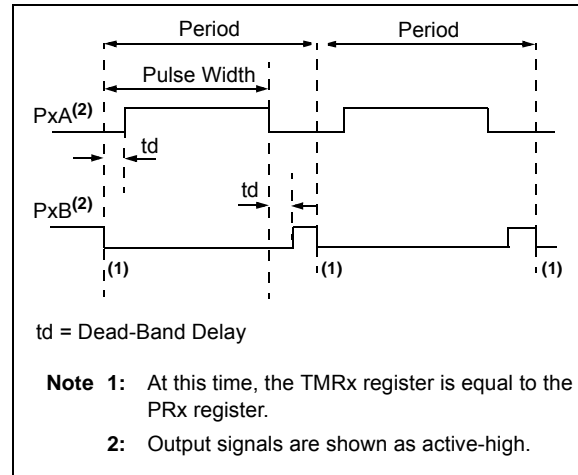 Period Period
Pulse Width
PxA(2)
td
td
PxB(2)
(1) (1) (1)
td = Dead-Band Delay
Note 1: At this time, the TMRx register is equal to the
PRx register.
2: Output signals are shown as active-high.